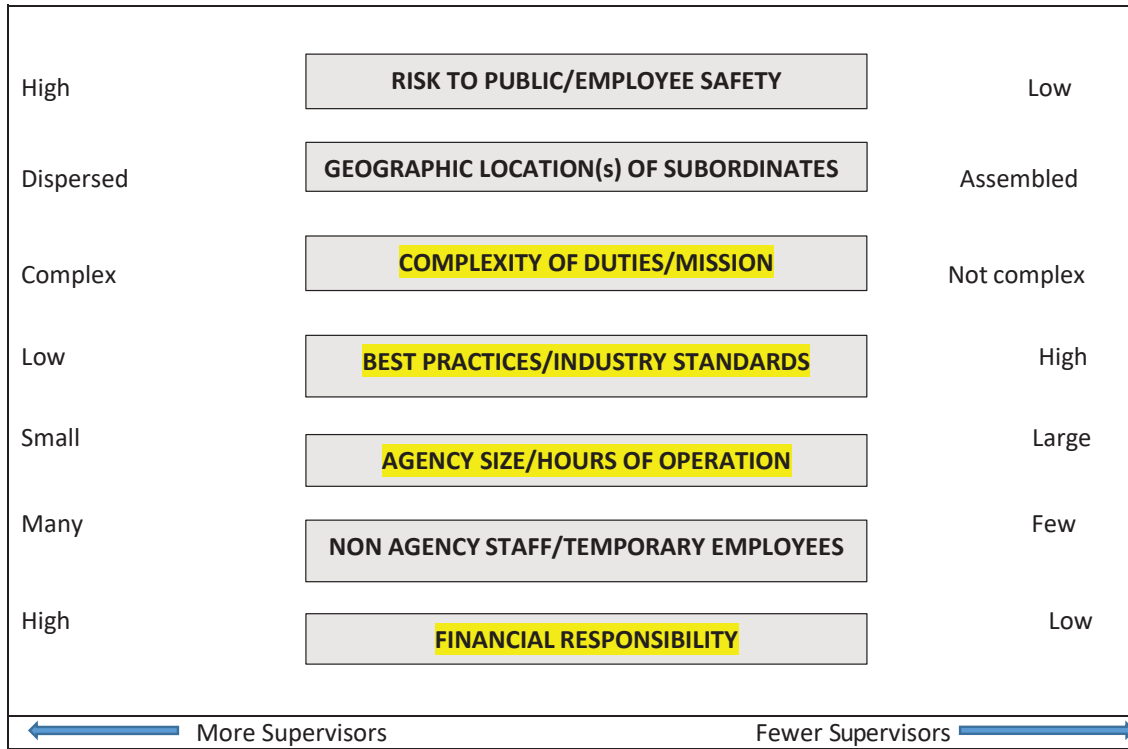 High RISK TO PUBLIC/EMPLOYEE SAFETY Low
Dispersed GEOGRAPHIC LOCATION(s) OF SUBORDINATES Assembled
Complex COMPLEXITY OF DUTIES/MISSION Not complex
Low BEST PRACTICES/INDUSTRY STANDARDS High
Small AGENCY SIZE/HOURS OF OPERATION Large
Many NON AGENCY STAFF/TEMPORARY EMPLOYEES Few
High FINANCIAL RESPONSIBILITY Low
More Supervisors Fewer Supervisors